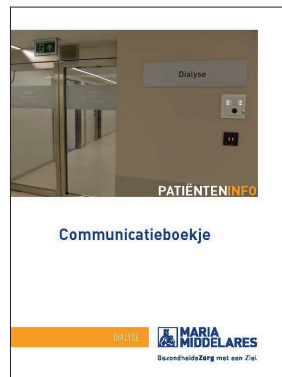 Dialyse
PATIËNTENINFO
Communicatieboekje
DIALYSE
MARIA
MIDDELARES
GezondheidsZorg met een Ziel